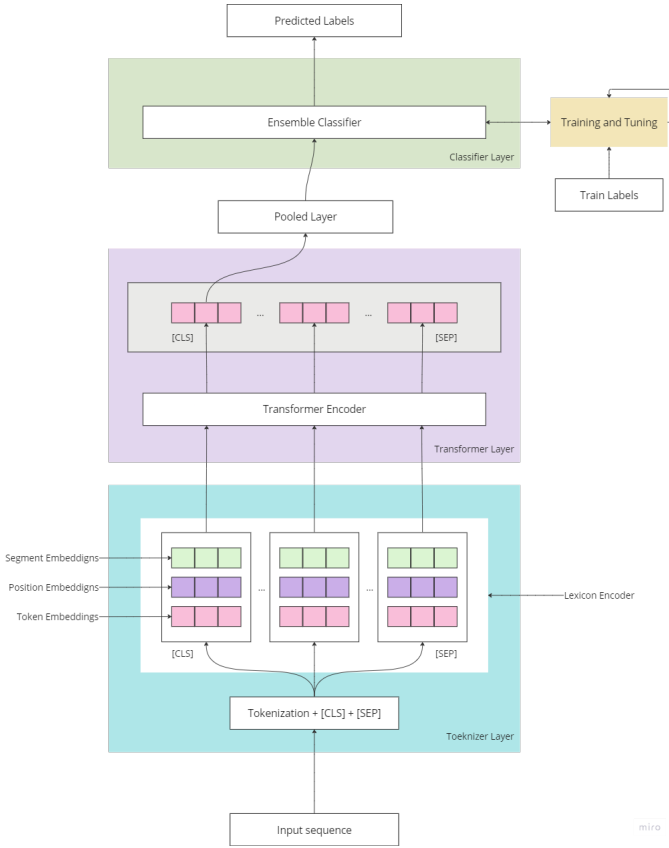 Predicted Labels
Ensemble Classifier
Training and Tuning
Classifier Layer
Train Labels
Pooled Layer
... ...
[CLS] [SEP]
Transformer Encoder
Transformer Layer
Segment Embeddigns
Position Embeddigns
... ...
Lexicon Encoder
Token Embeddings
[CLS] [SEP]
Tokenization + [CLS] + [SEP]
Toeknizer Layer
Input sequence
miro